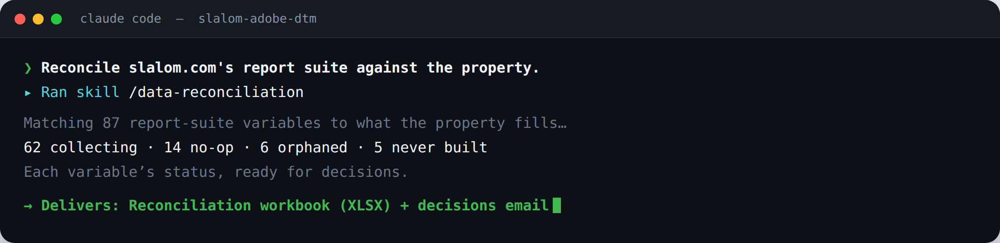 claude code — slalom-adobe-dtm
❯ Reconcile slalom.com's report suite against the property.
▸ Ran skill /data-reconciliation
Matching 87 report-suite variables to what the property fills…
62 collecting · 14 no-op · 6 orphaned · 5 never built
Each variable’s status, ready for decisions.
→ Delivers: Reconciliation workbook (XLSX) + decisions email